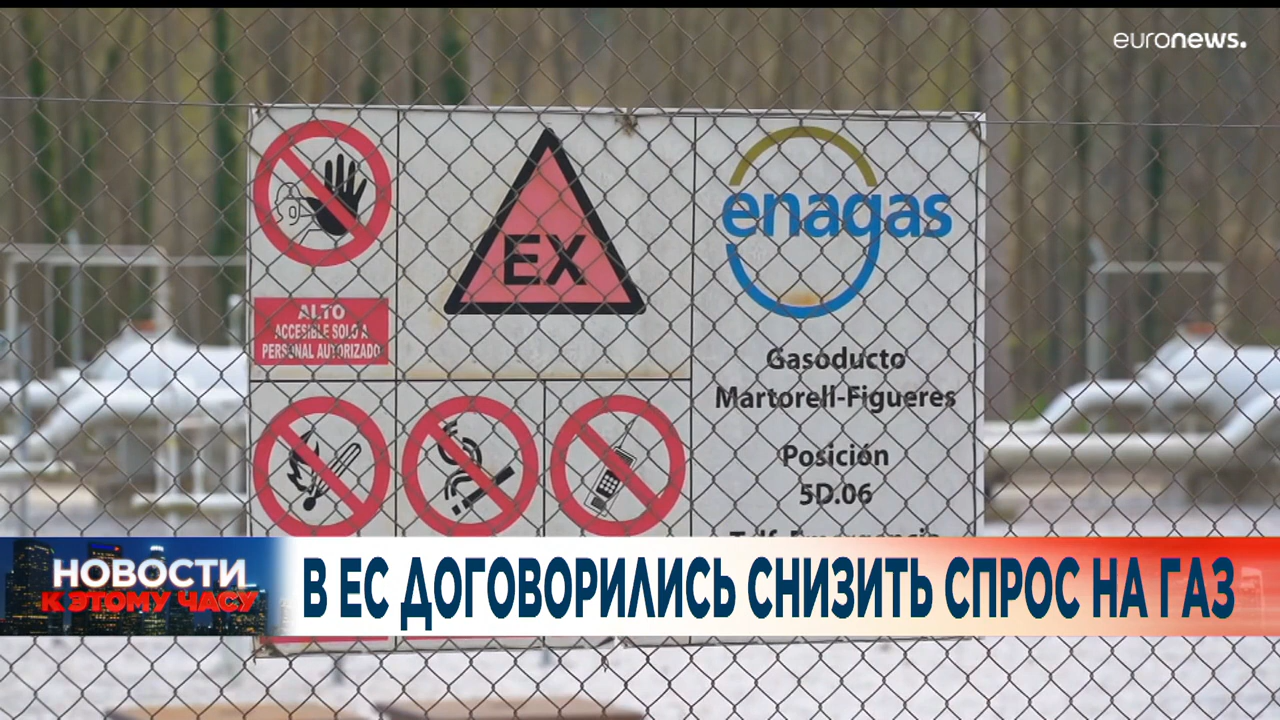 euronews.
EX
enagas
ALTO
ACCESIBLE SOLO A
PERSONAL AUTORIZADO
Gasoducto
Martorell-Figueres
Posición
5D.06
НОВОСТИ
К ЭТОМУ ЧАСУ
В ЕС ДОГОВОРИЛИСЬ СНИЗИТЬ СПРОС НА ГАЗ